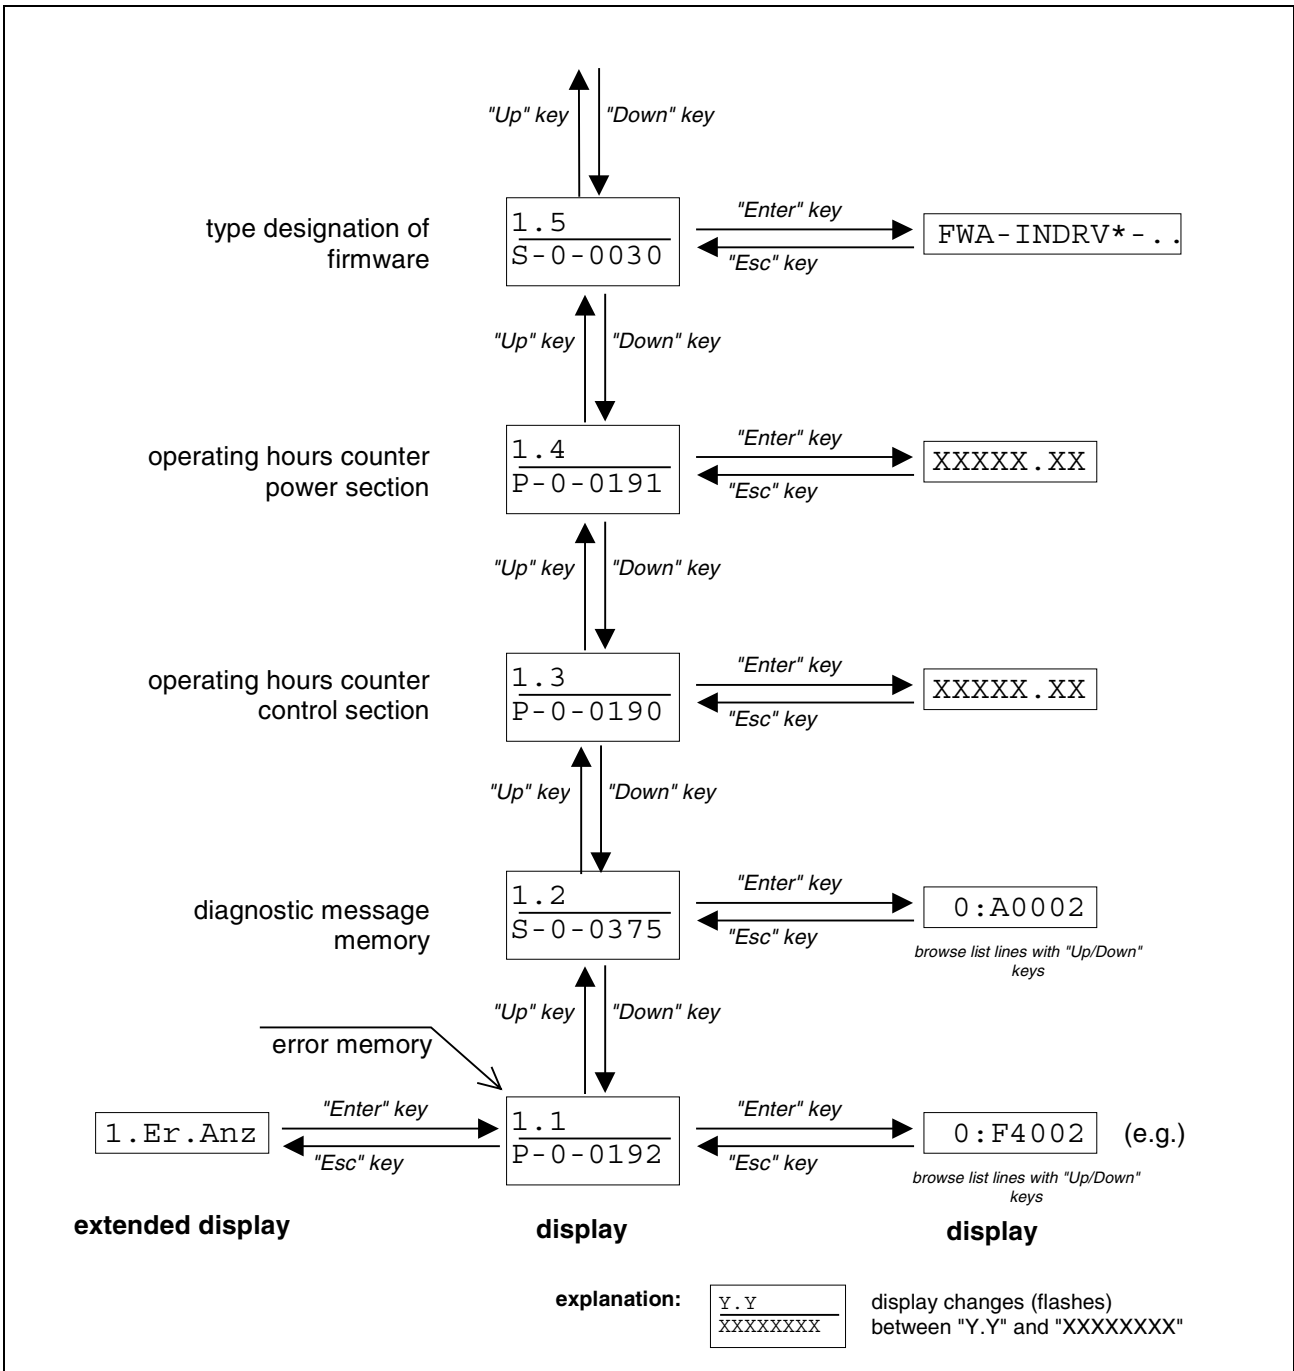 "Up" key
"Down" key
type designation of
firmware
1.5
S-0-0030
"Enter" key
"Esc" key
FWA-INDRV*-..
"Up" key
"Down" key
operating hours counter
power section
1.4
P-0-0191
"Enter" key
"Esc" key
XXXXX.XX
"Up" key
"Down" key
operating hours counter
control section
1.3
P-0-0190
"Enter" key
"Esc" key
XXXXX.XX
"Up" key
"Down" key
diagnostic message
memory
1.2
S-0-0375
"Enter" key
"Esc" key
0:A0002
browse list lines with "Up/Down"
keys
"Up" key
"Down" key
error memory
1.Er.Anz
"Enter" key
"Esc" key
1.1
P-0-0192
"Enter" key
"Esc" key
0:F4002
(e.g.)
browse list lines with "Up/Down"
keys
extended display
display
display
explanation:
Y.Y
XXXXXXXX
display changes (flashes)
between "Y.Y" and "XXXXXXXX"